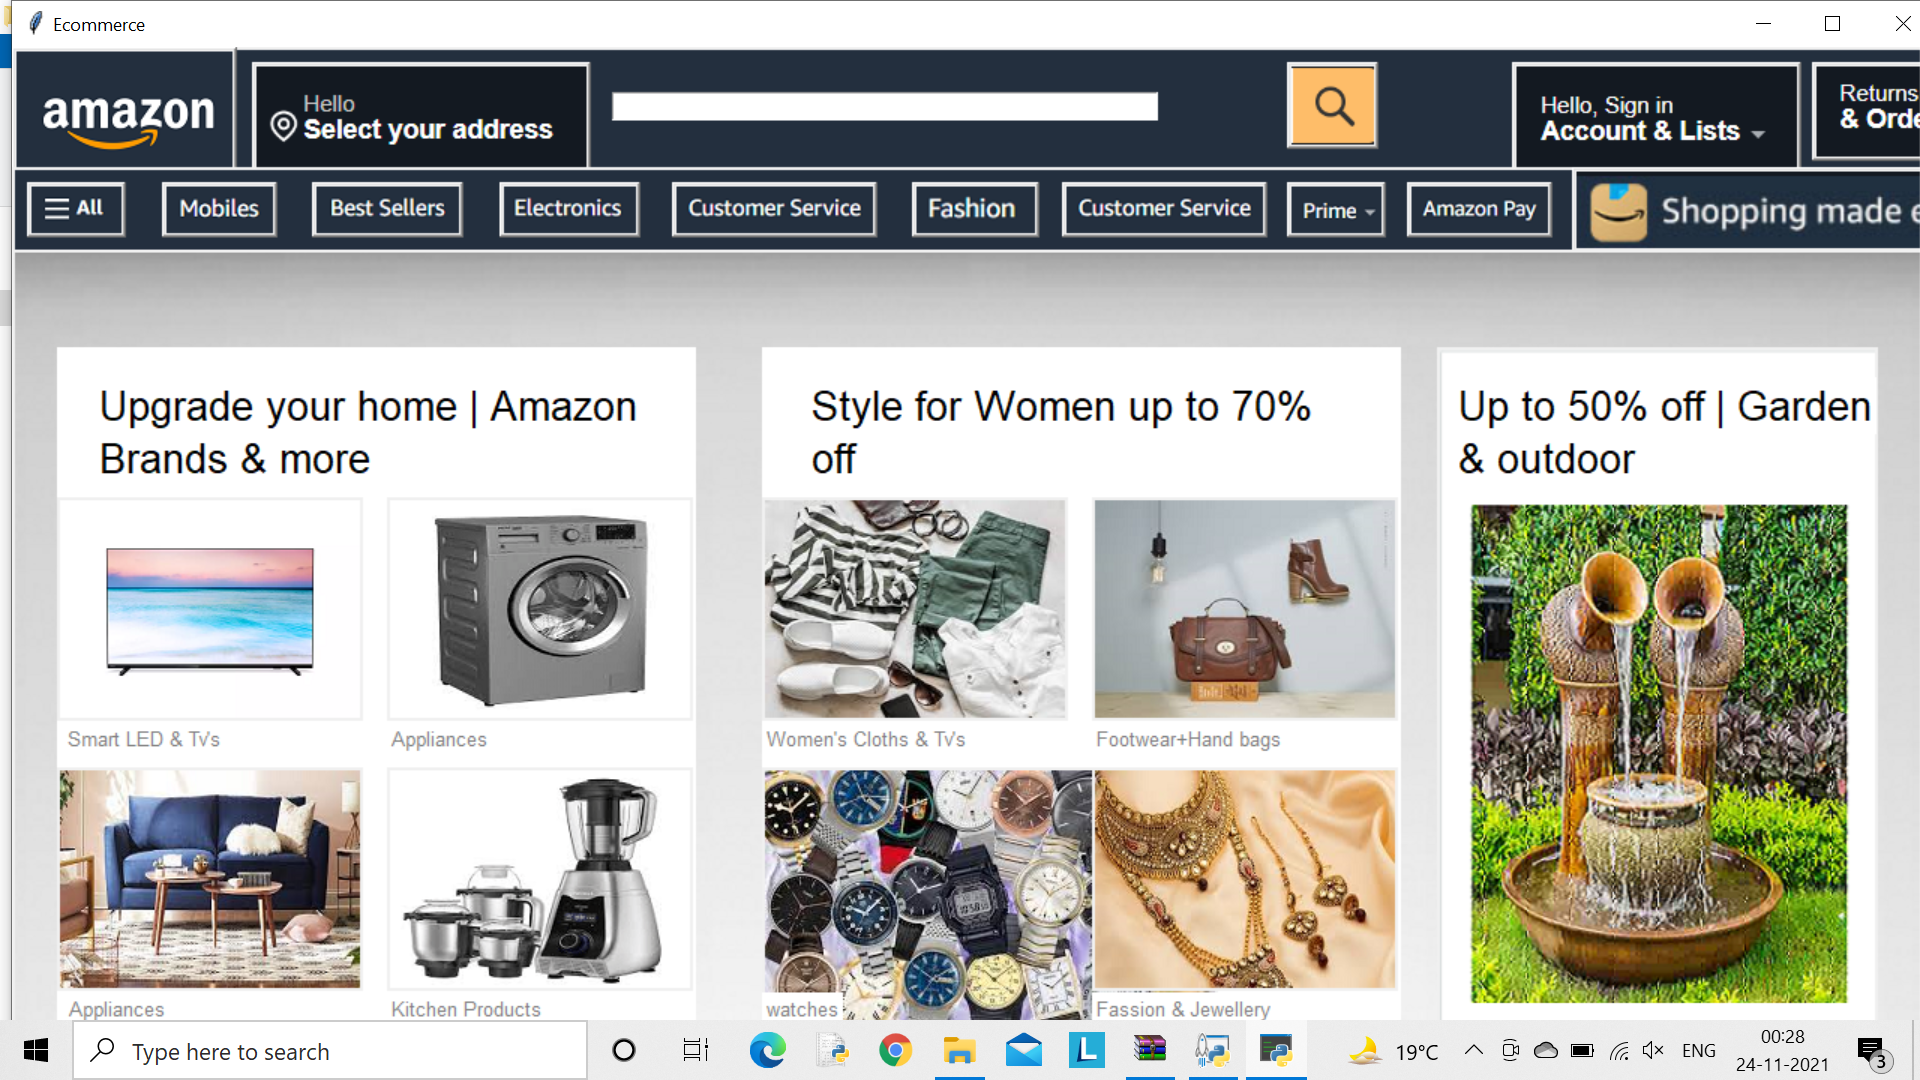 Ecommerce
amazon
Hello
Select your address
Hello, Sign in
Account & Lists
Returns
& Orde
All
Mobiles
Best Sellers
Electronics
Customer Service
Fashion
Customer Service
Prime
Amazon Pay
Shopping made e
Upgrade your home | Amazon
Brands & more
Style for Women up to 70%
off
Up to 50% off | Garden
& outdoor
Smart LED & Tv's
Appliances
Women's Cloths & Tv's
Footwear+Hand bags
Appliances
Kitchen Products
watches
Fassion & Jewellery
Type here to search
L
19°C
ENG
00:28
24-11-2021
3